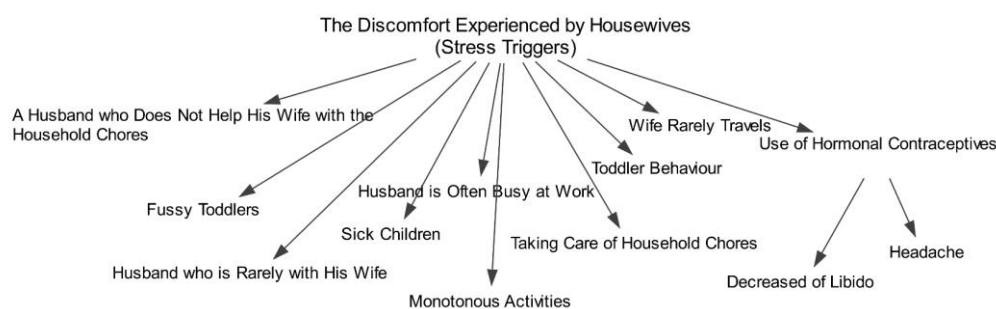 The Discomfort Experienced by Housewives
(Stress Triggers)
A Husband who Does Not Help His Wife with the
Household Chores
Wife Rarely Travels
Use of Hormonal Contraceptives
Toddler Behaviour
Husband is Often Busy at Work
Fussy Toddlers
Sick Children
Taking Care of Household Chores
Headache
Husband who is Rarely with His Wife
Decreased of Libido
Monotonous Activities